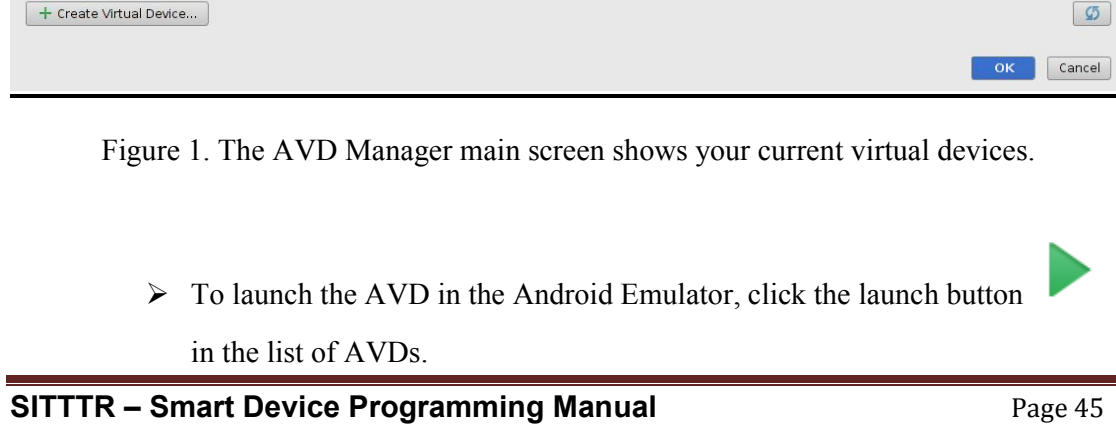 + Create Virtual Device...
OK Cancel
Figure 1. The AVD Manager main screen shows your current virtual devices.
➢ To launch the AVD in the Android Emulator, click the launch button
in the list of AVDs.
SITTTR – Smart Device Programming Manual Page 45